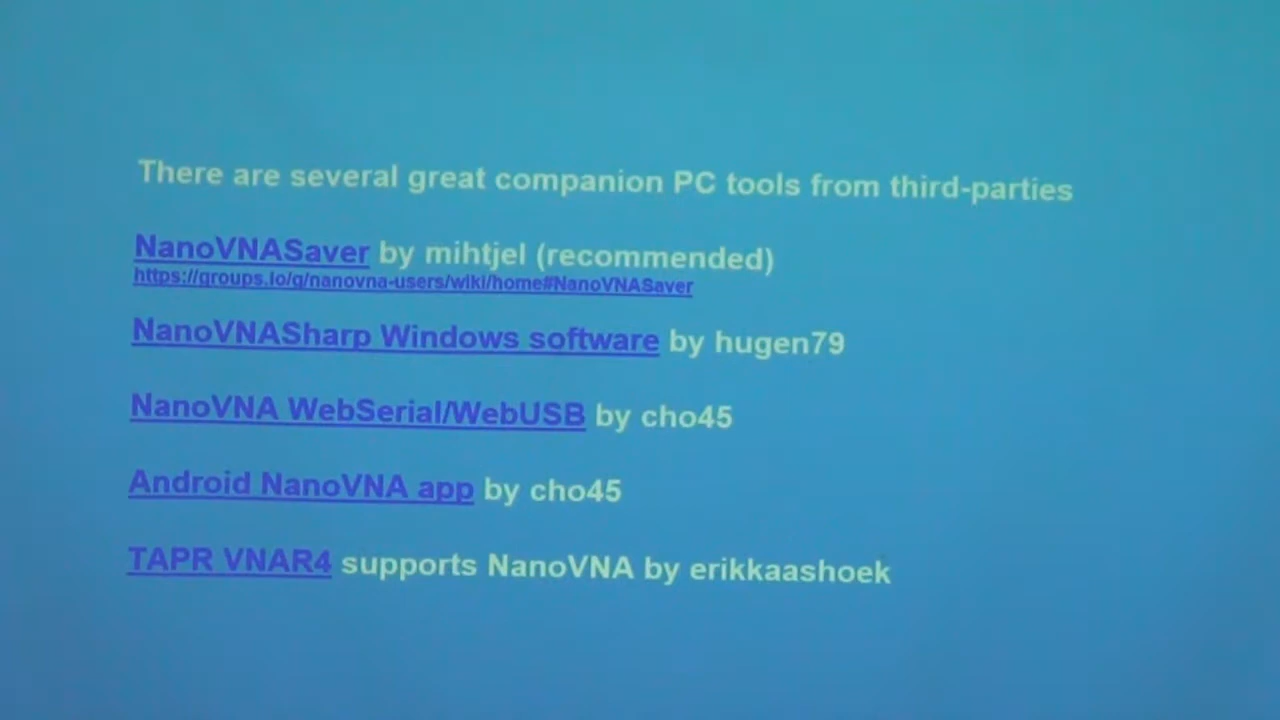 There are several great companion PC tools from third-parties
NanoVNASaver by mihtjel (recommended)
https://groups.io/g/nanovna-users/wiki/home#NanoVNASaver
NanoVNASharp Windows software by hugen79
NanoVNA WebSerial/WebUSB by cho45
Android NanoVNA app by cho45
TAPR VNAR4 supports NanoVNA by erikkaashoek